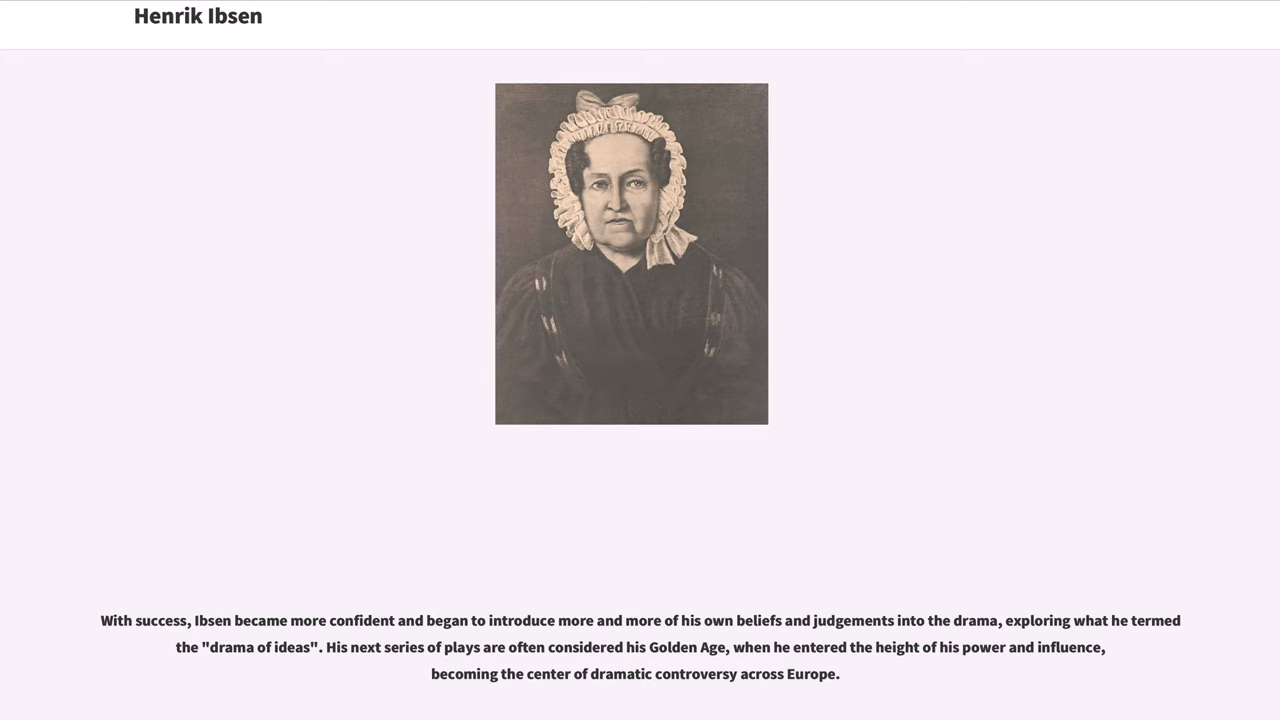 Henrik Ibsen
With success, Ibsen became more confident and began to introduce more and more of his own beliefs and judgements into the drama, exploring what he termed
the "drama of ideas". His next series of plays are often considered his Golden Age, when he entered the height of his power and influence,
becoming the center of dramatic controversy across Europe.